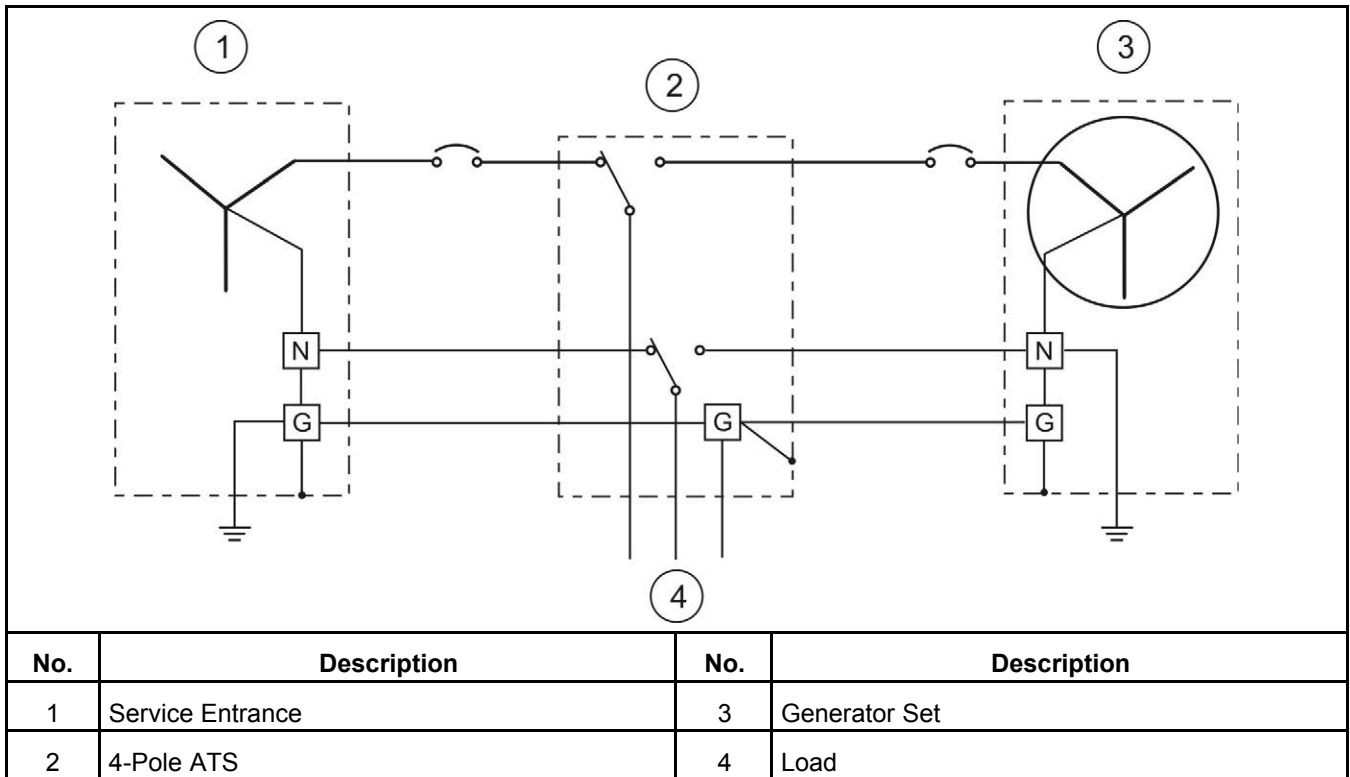 1
3
2
N
N
G
G
G
4
No. Description No. Description
1 Service Entrance 3 Generator Set
2 4-Pole ATS 4 Load